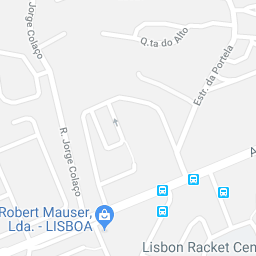 Jorge Colaço
Q.ta do Alto
Estr. da Portela
R. Jorge Colaço
A
Robert Mauser,
Lda. - LISBOA
Lisbon Racket Cen